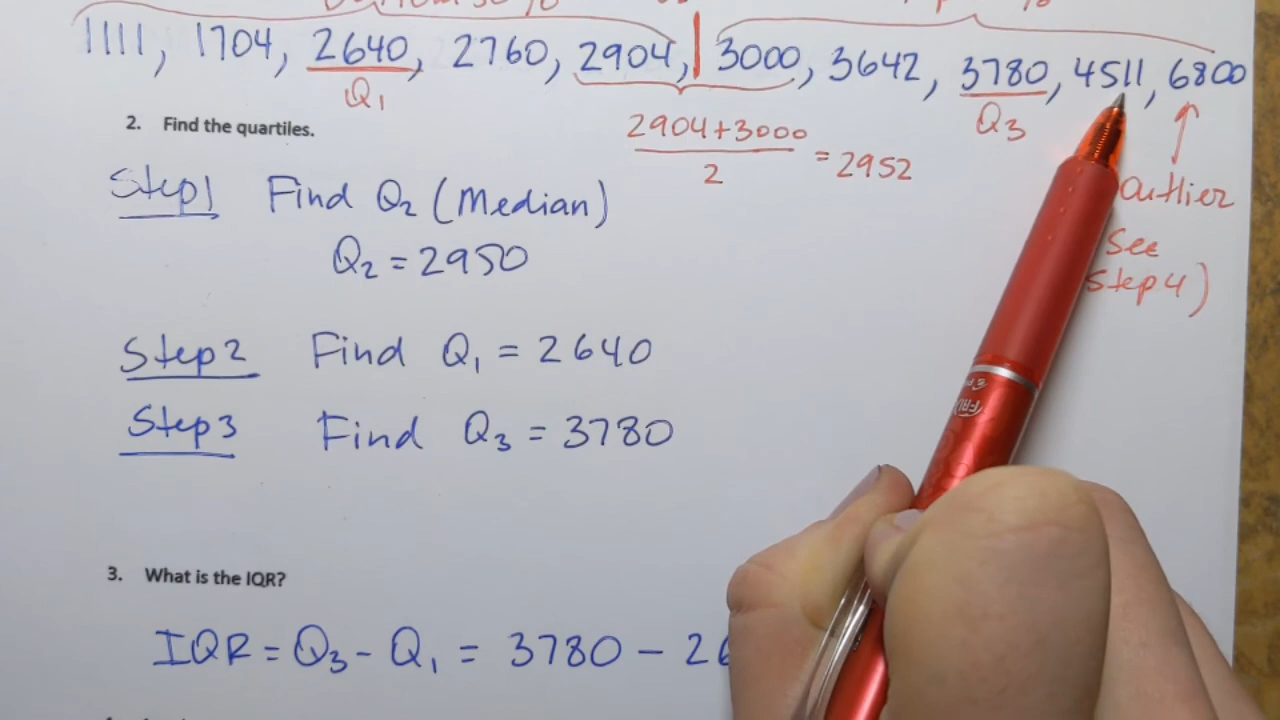 1111, 1704, 2640, 2760, 2904, 3000, 3642, 3780, 4511, 6800
Q1
Q3
2. Find the quartiles.
2904+3000
2
= 2952
Outlier
See
Step 4)
Step 1 Find Q2 (Median)
Q2 = 2950
Step 2 Find Q1 = 2640
Step 3 Find Q3 = 3780
3. What is the IQR?
IQR = Q3 - Q1 = 3780 - 26